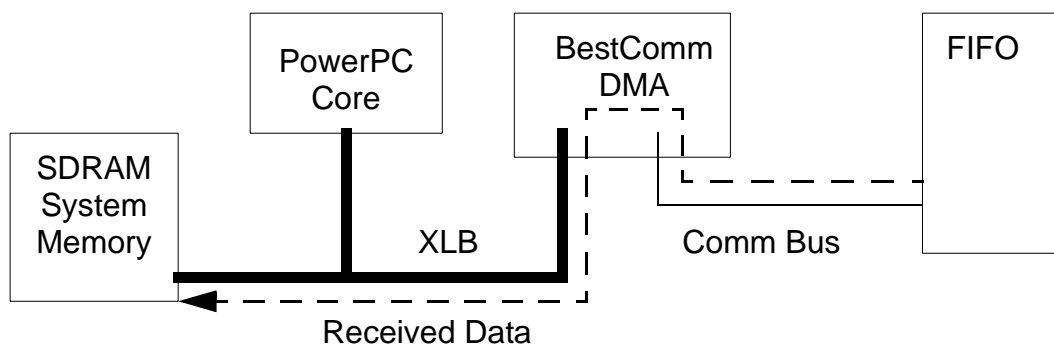 PowerPC
Core
BestComm
DMA
FIFO
SDRAM
System
Memory
XLB
Comm Bus
Received Data